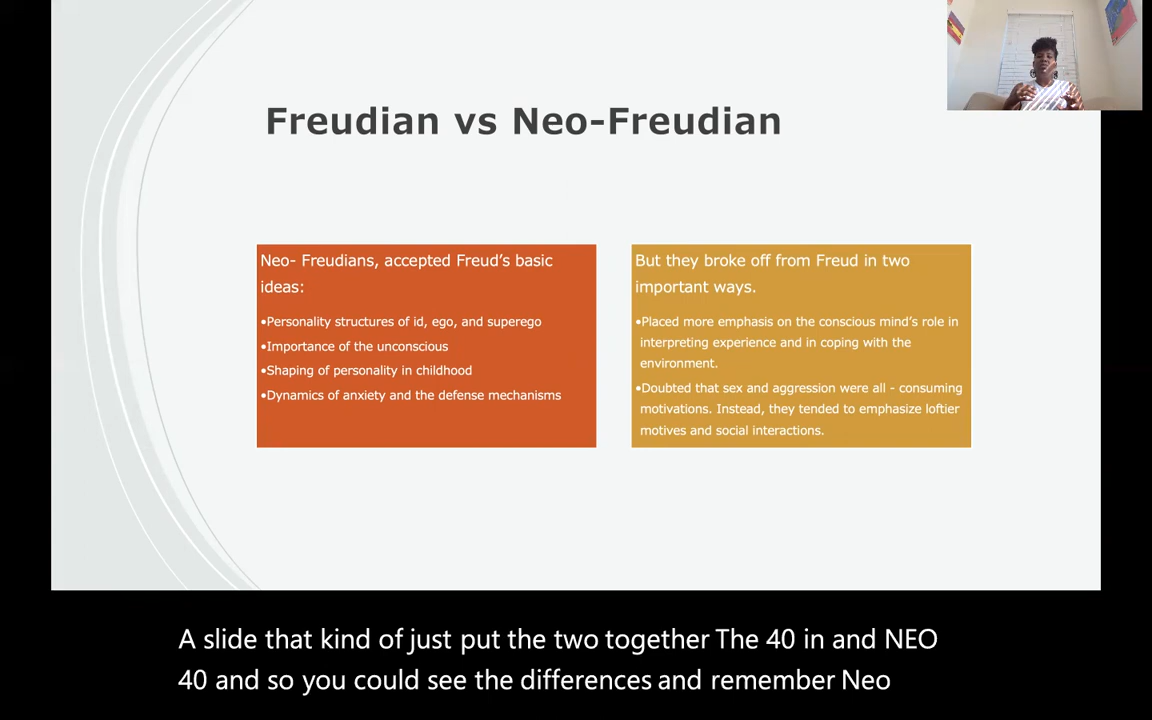 Freudian vs Neo-Freudian
Neo- Freudians, accepted Freud’s basic
ideas:
•Personality structures of id, ego, and superego
•Importance of the unconscious
•Shaping of personality in childhood
•Dynamics of anxiety and the defense mechanisms
But they broke off from Freud in two
important ways.
•Placed more emphasis on the conscious mind’s role in
interpreting experience and in coping with the
environment.
•Doubted that sex and aggression were all - consuming
motivations. Instead, they tended to emphasize loftier
motives and social interactions.
A slide that kind of just put the two together The 40 in and NEO
40 and so you could see the differences and remember Neo